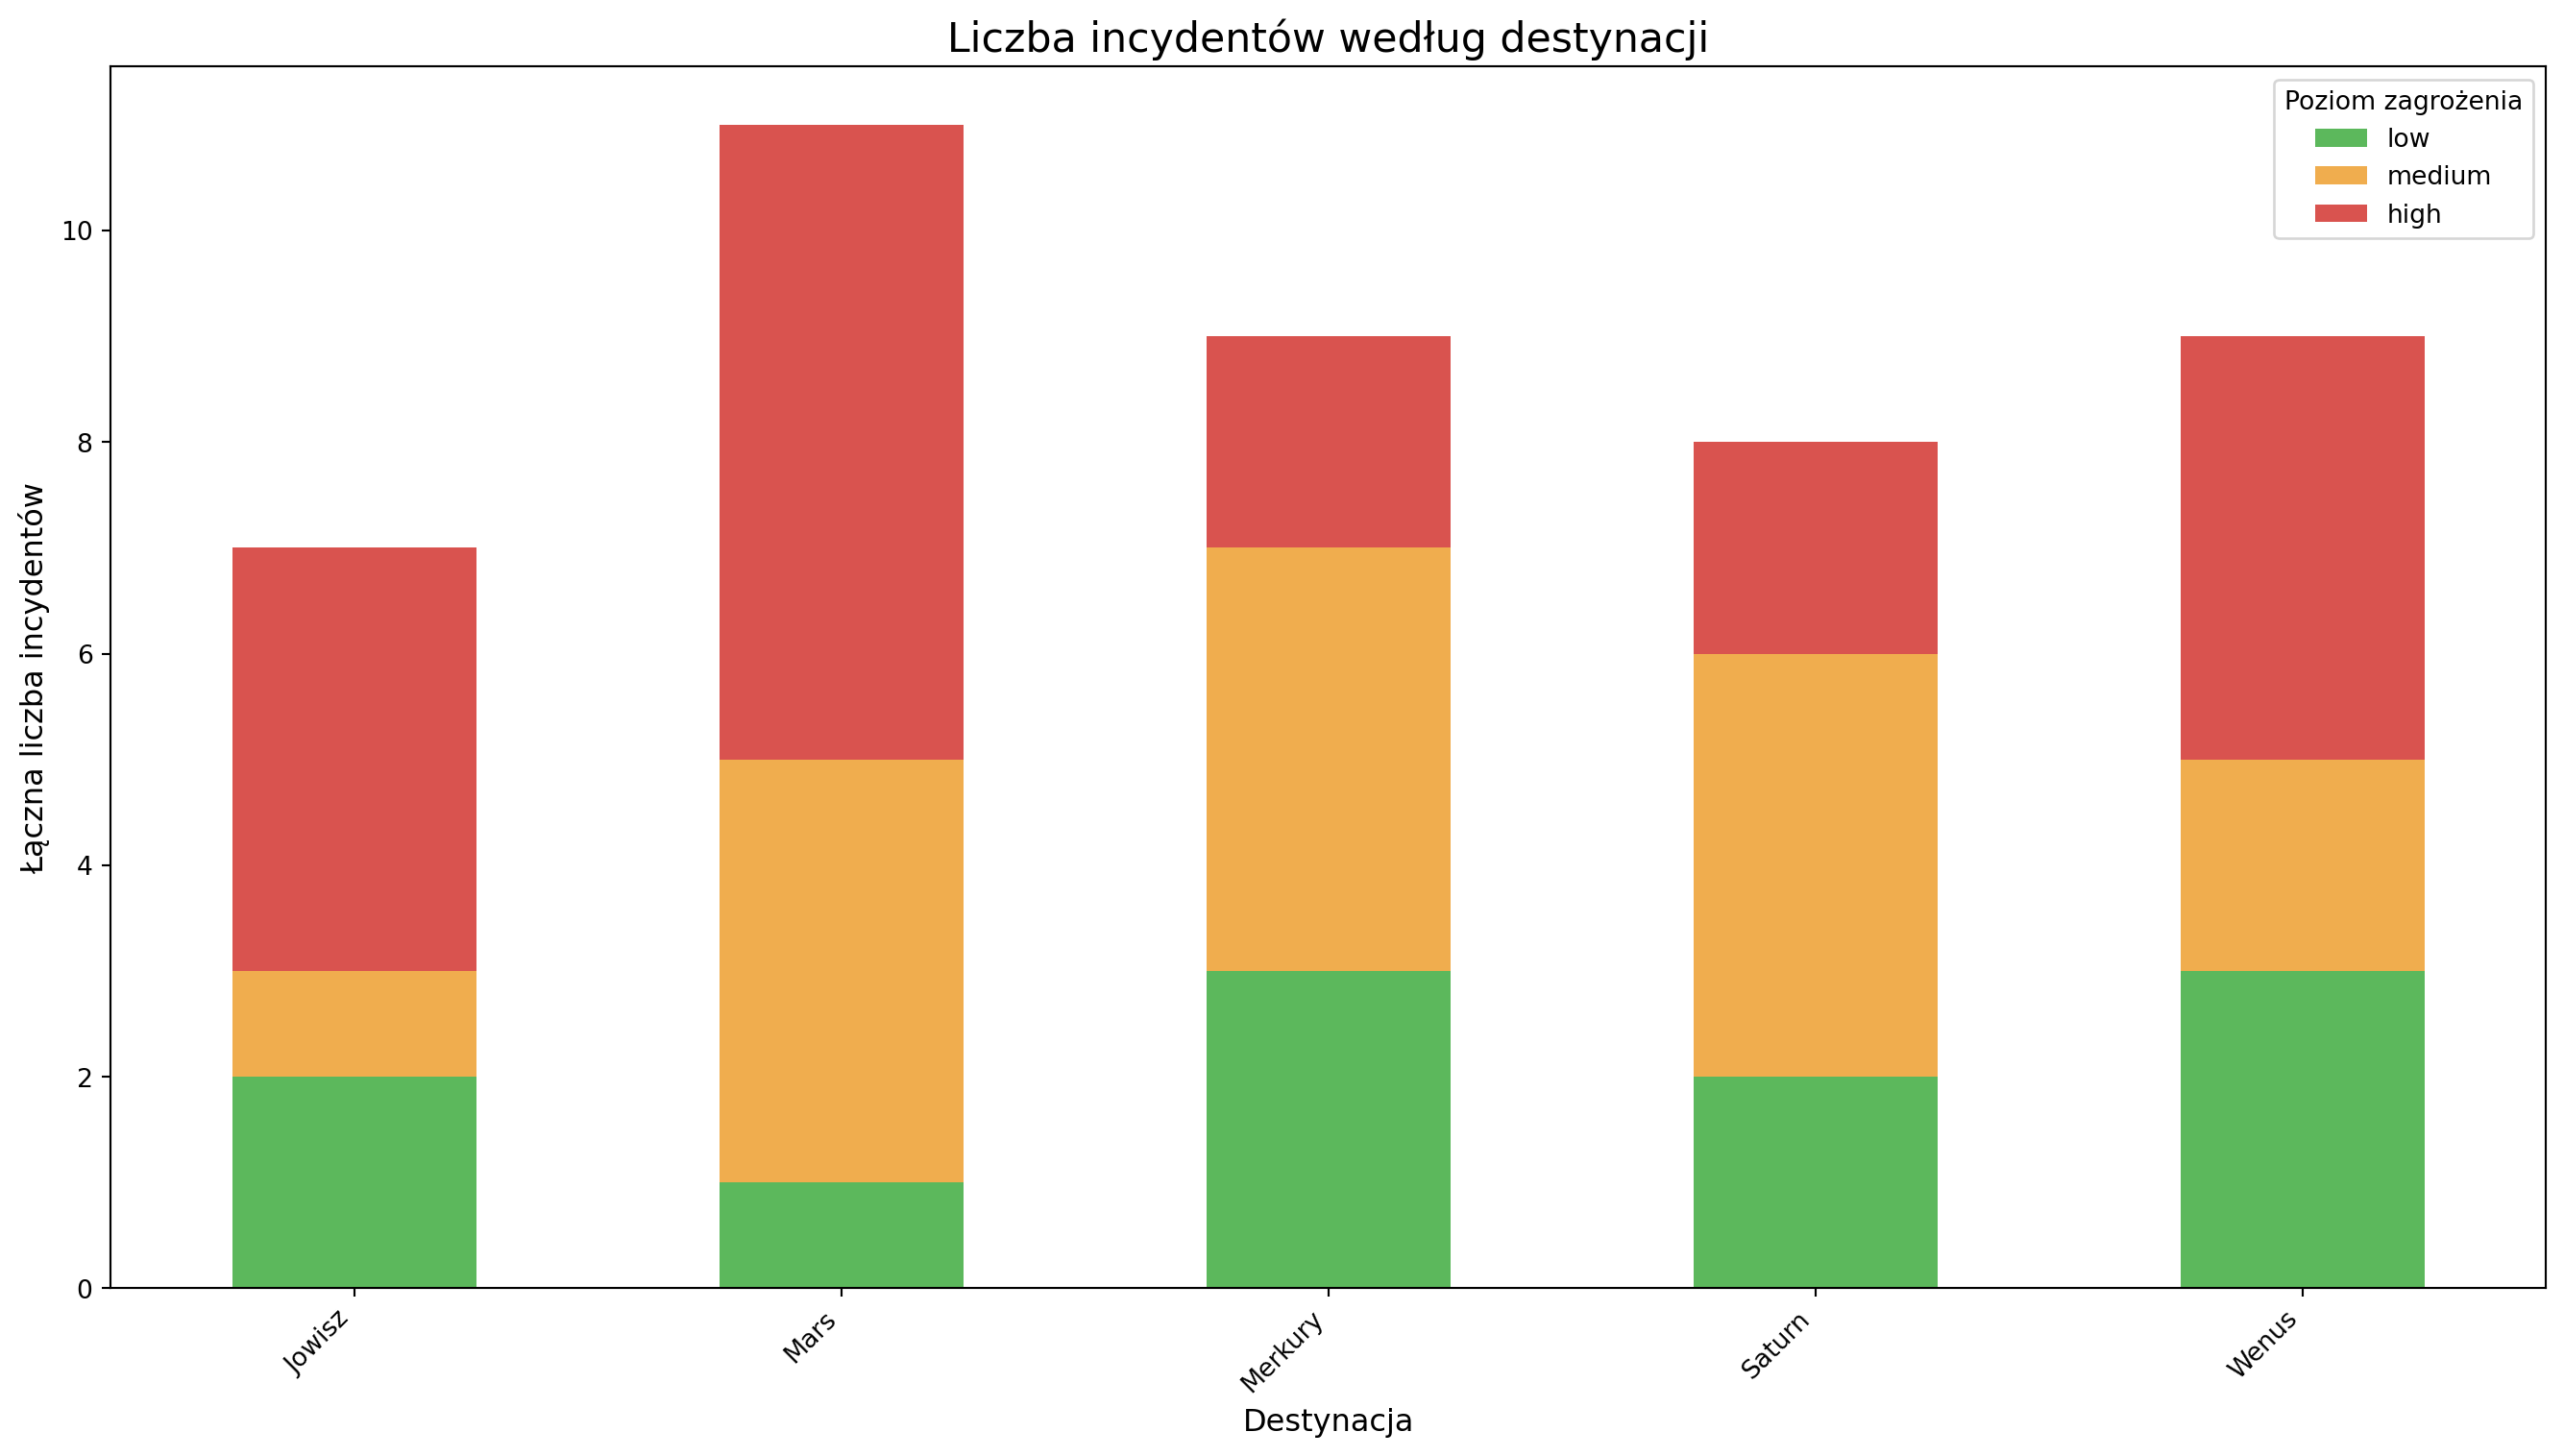 Liczba incydentów według destynacji
Poziom zagrożenia
low
medium
high
Łączna liczba incydentów
10
8
6
4
2
0
Jowisz
Mars
Merkury
Saturn
Wenus
Destynacja